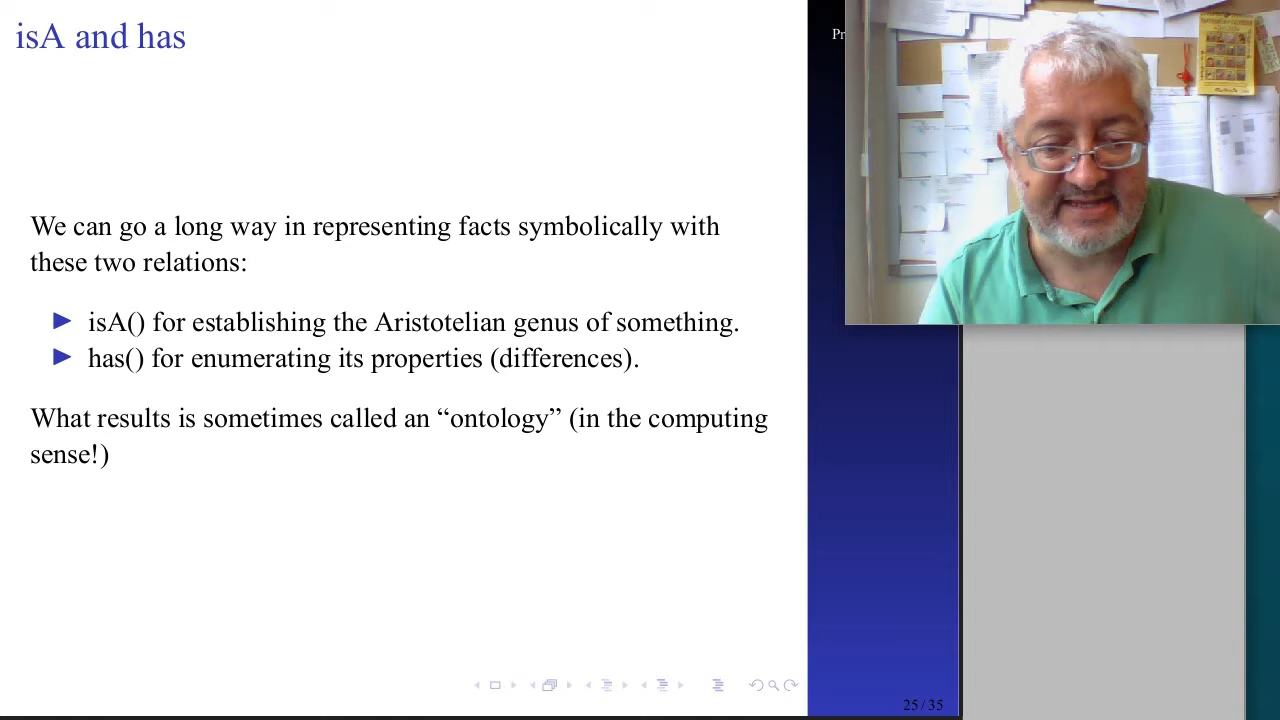 isA and has
Pr
We can go a long way in representing facts symbolically with
these two relations:
isA() for establishing the Aristotelian genus of something.
has() for enumerating its properties (differences).
What results is sometimes called an “ontology” (in the computing
sense!)
25 / 35